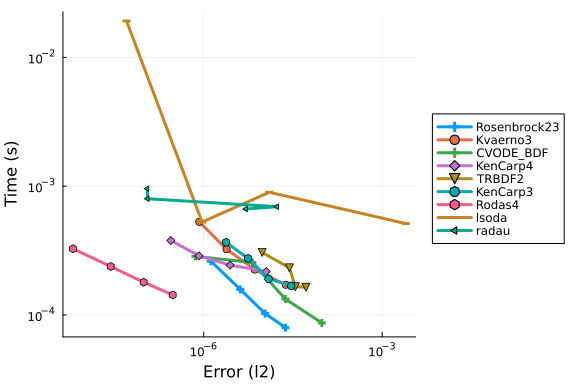 10⁻²
10⁻³
10⁻⁴
Time (s)
10⁻⁶
10⁻³
Error (l2)
Rosenbrock23
Kvaerno3
CVODE_BDF
KenCarp4
TRBDF2
KenCarp3
Rodas4
lsoda
radau